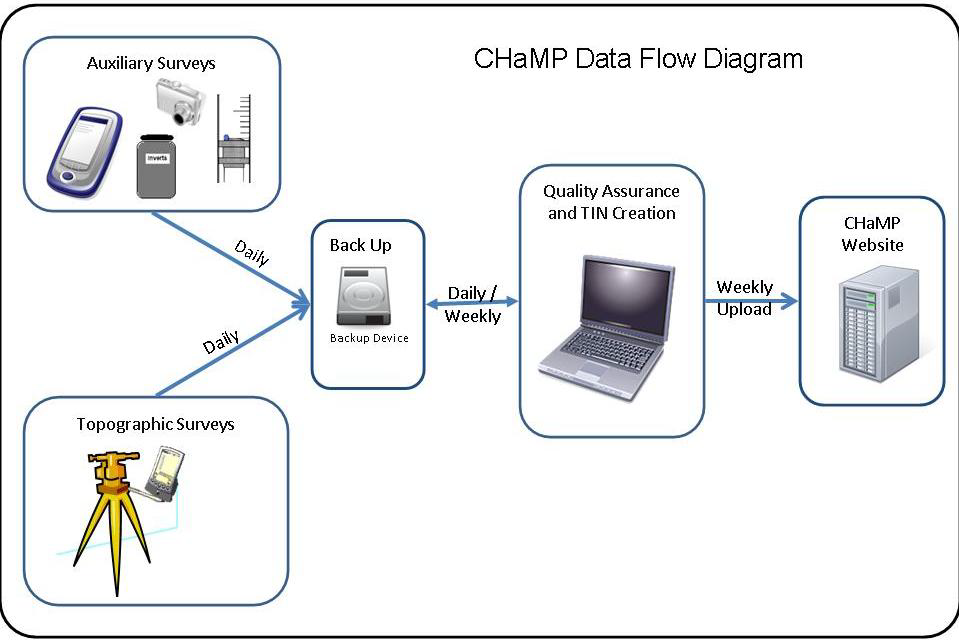 CHaMP Data Flow Diagram
Auxiliary Surveys
inverts
Daily
Daily
Topographic Surveys
Back Up
Backup Device
Daily /
Weekly
Quality Assurance
and TIN Creation
Weekly
Upload
CHaMP
Website